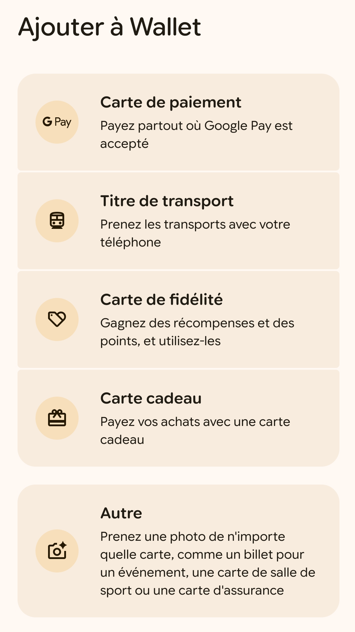 Ajouter à Wallet
Carte de paiement
G Pay
Payez partout où Google Pay est
accepté
Titre de transport
Prenez les transports avec votre
téléphone
Carte de fidélité
Gagnez des récompenses et des
points, et utilisez-les
Carte cadeau
Payez vos achats avec une carte
cadeau
Autre
Prenez une photo de n'importe
quelle carte, comme un billet pour
un événement, une carte de salle de
sport ou une carte d'assurance